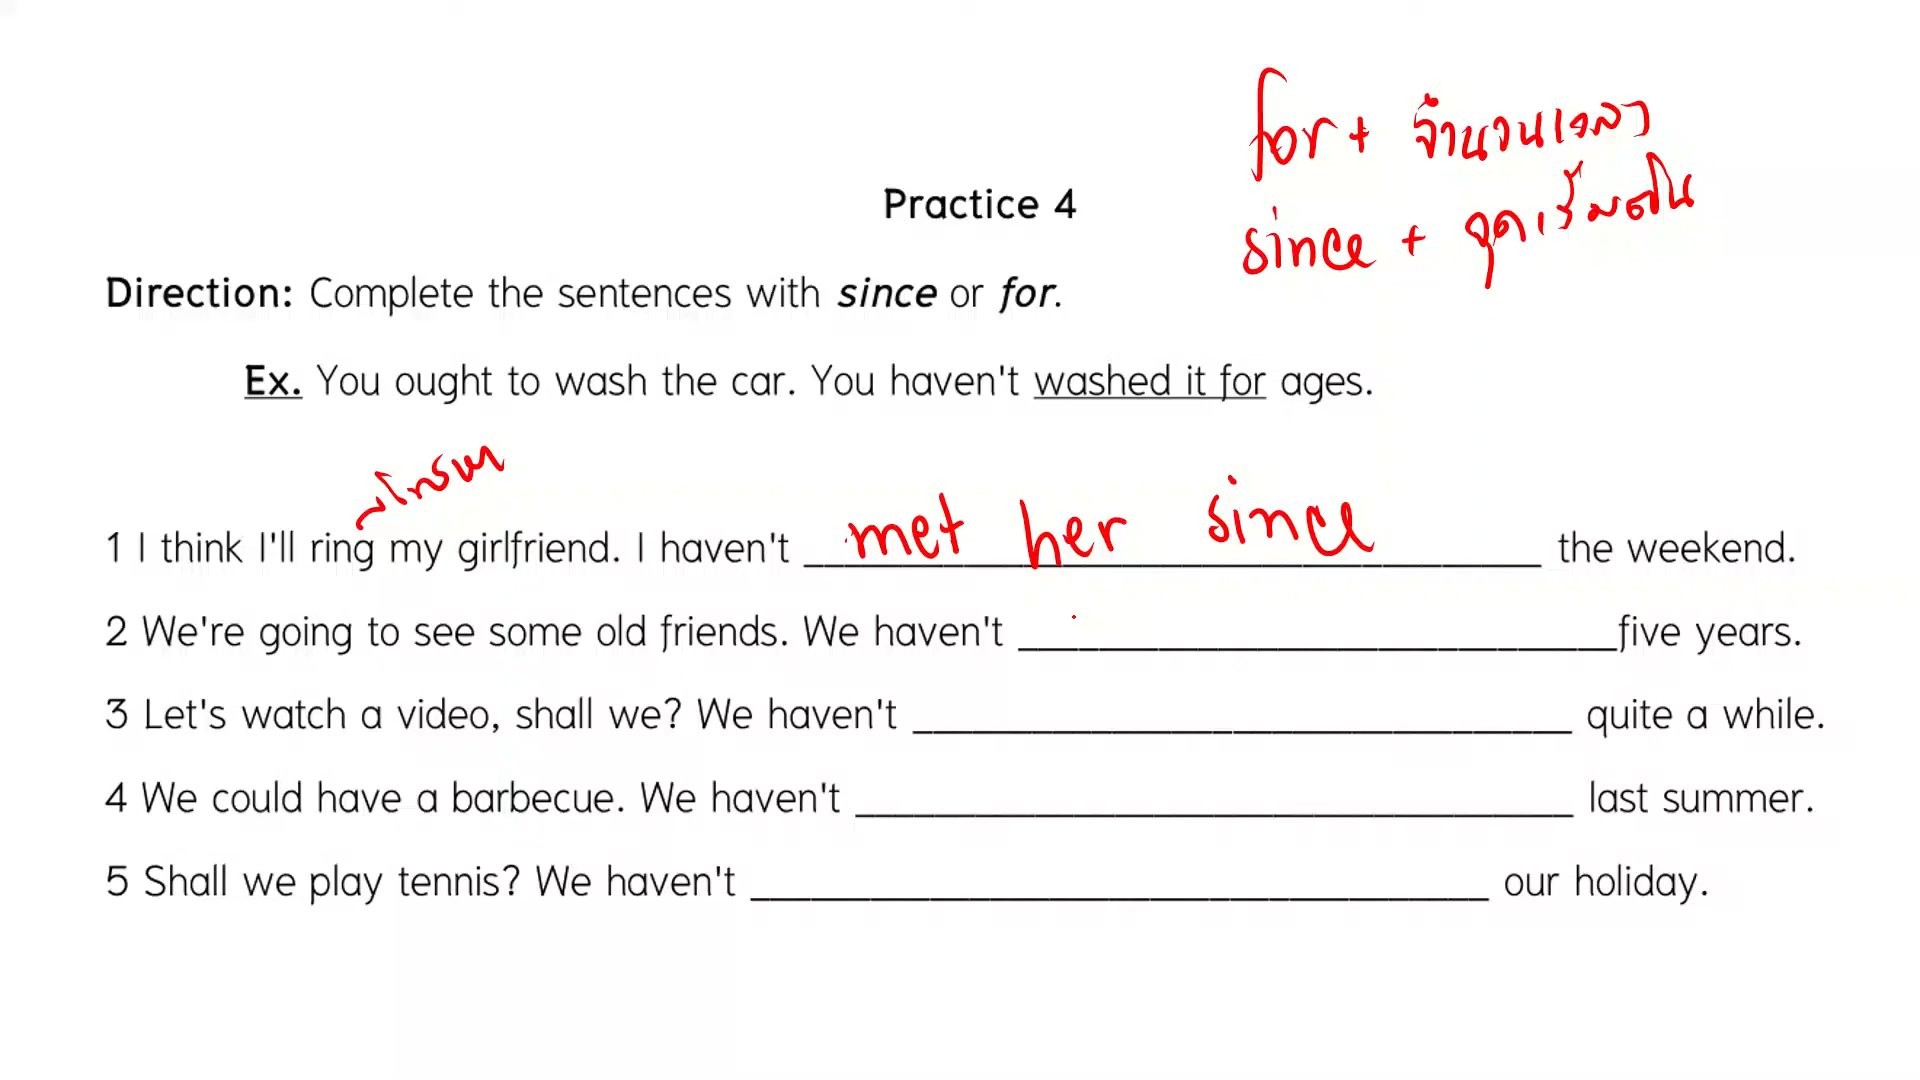 for + จำนวนเวลา
Practice 4
since + จุดเริ่มต้น
Direction: Complete the sentences with since or for.
Ex. You ought to wash the car. You haven't washed it for ages.
โทรหา
1 I think I'll ring my girlfriend. I haven't met her since the weekend.
2 We're going to see some old friends. We haven't ______________________________five years.
3 Let's watch a video, shall we? We haven't _________________________________ quite a while.
4 We could have a barbecue. We haven't ____________________________________ last summer.
5 Shall we play tennis? We haven't _____________________________________ our holiday.